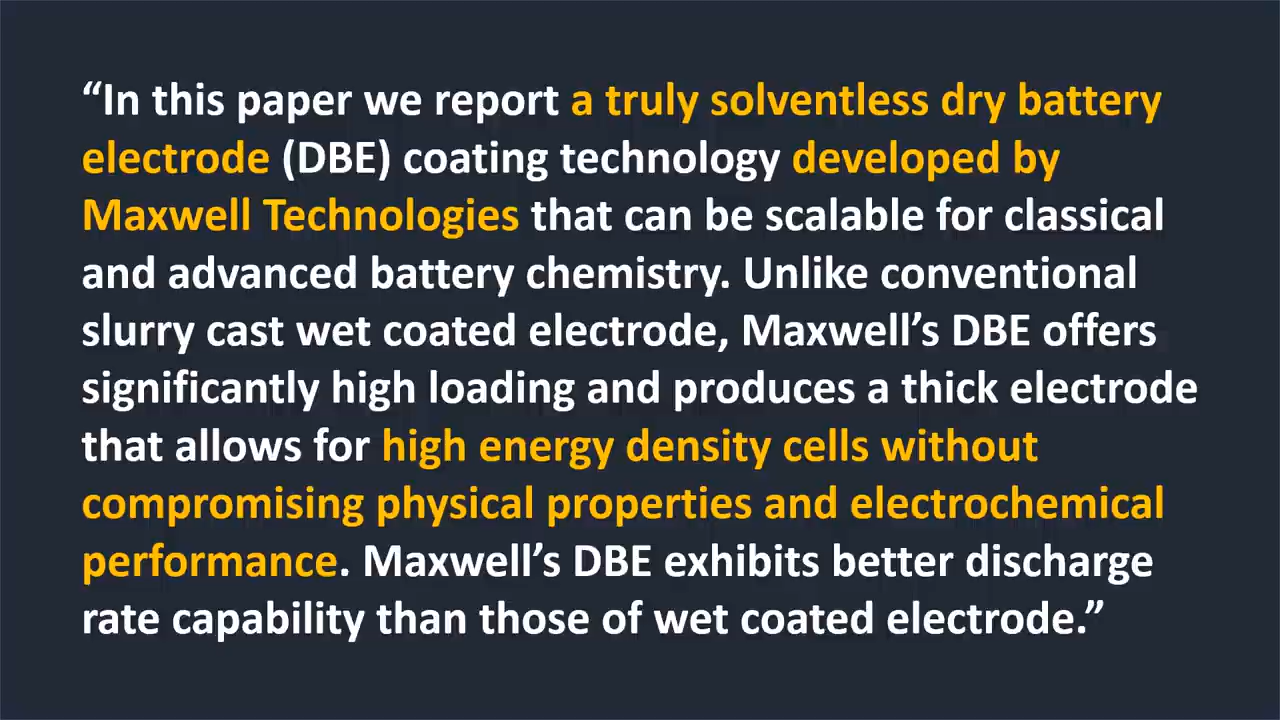 “In this paper we report a truly solventless dry battery
electrode (DBE) coating technology developed by
Maxwell Technologies that can be scalable for classical
and advanced battery chemistry. Unlike conventional
slurry cast wet coated electrode, Maxwell’s DBE offers
significantly high loading and produces a thick electrode
that allows for high energy density cells without
compromising physical properties and electrochemical
performance. Maxwell’s DBE exhibits better discharge
rate capability than those of wet coated electrode.”